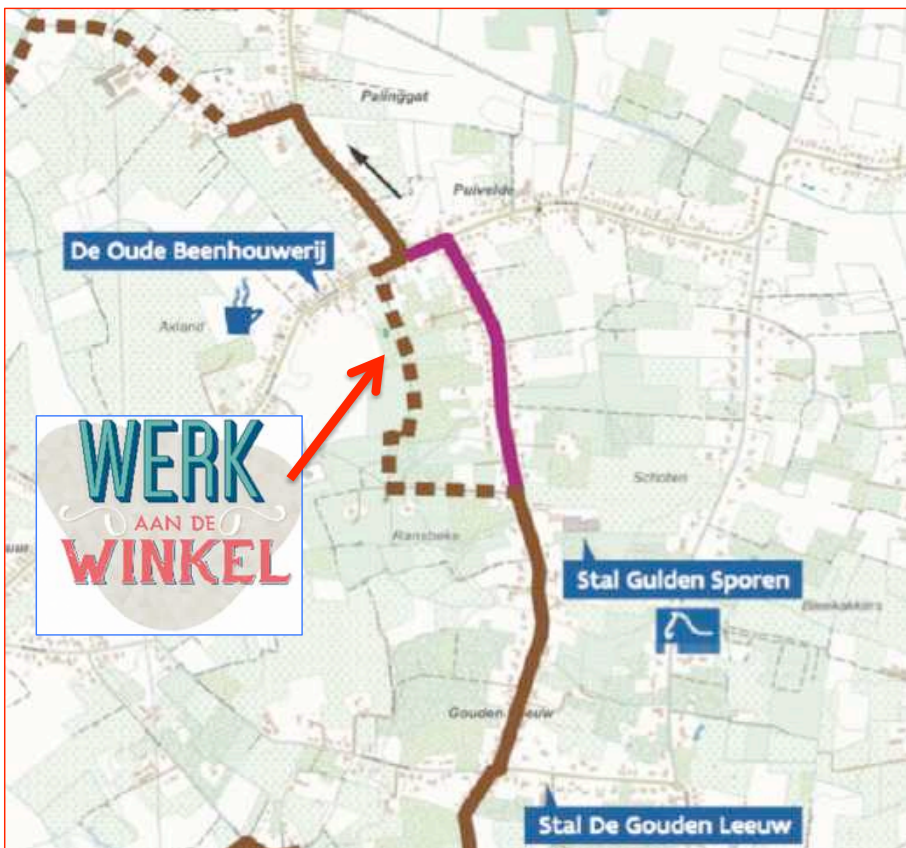 Palinggat
Puivelde
De Oude Beenhouwerij
Axland
WERK
AAN DE
WINKEL
Schoten
Ransbeke
Stal Gulden Sporen
Gouden Leeuw
Stal De Gouden Leeuw